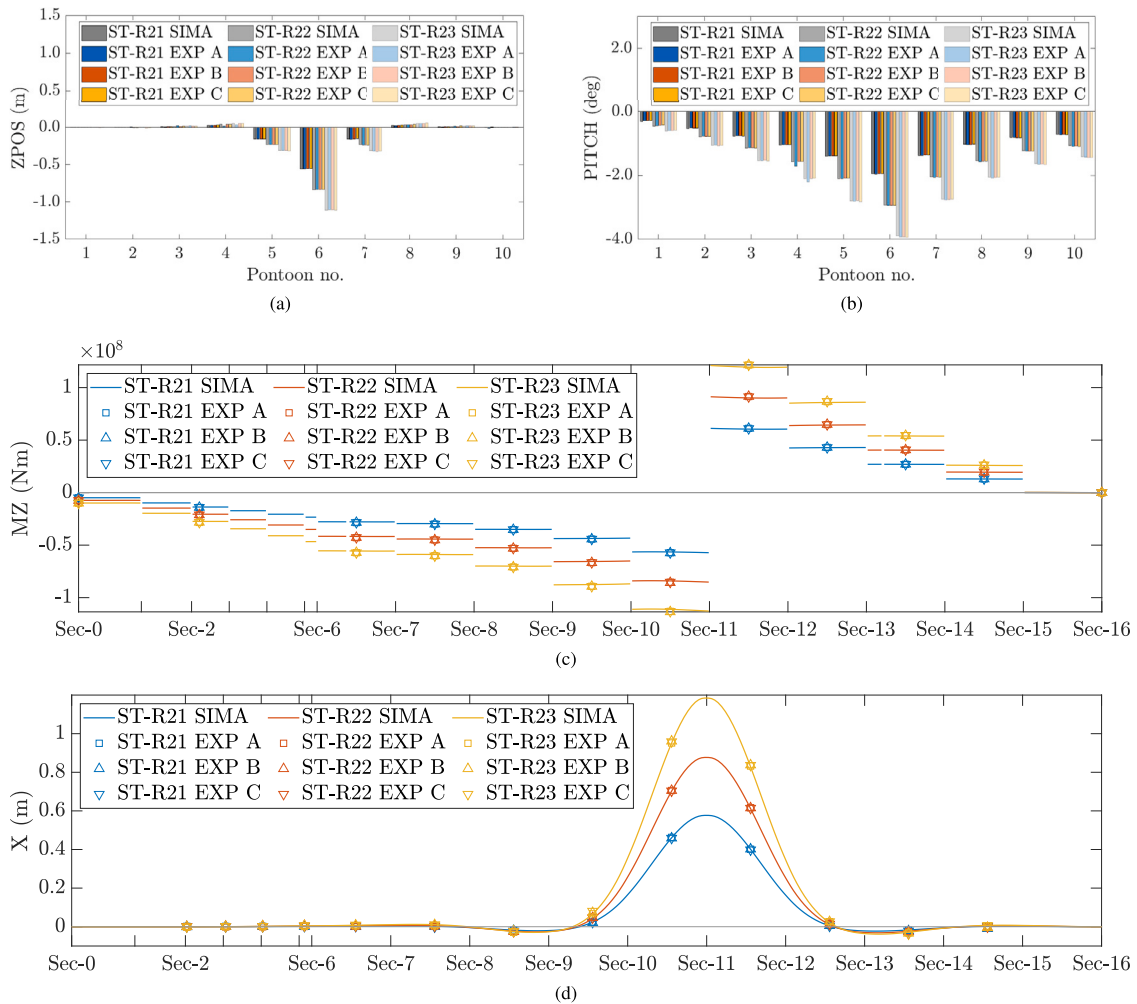 ST-R21 SIMA ST-R22 SIMA ST-R23 SIMA
ST-R21 EXP A ST-R22 EXP A ST-R23 EXP A
ST-R21 EXP B ST-R22 EXP B ST-R23 EXP B
ST-R21 EXP C ST-R22 EXP C ST-R23 EXP C
1.5
1.0
0.5
0.0
-0.5
-1.0
-1.5
ZPOS (m)
1 2 3 4 5 6 7 8 9 10
Pontoon no.
(a)
ST-R21 SIMA ST-R22 SIMA ST-R23 SIMA
ST-R21 EXP A ST-R22 EXP A ST-R23 EXP A
ST-R21 EXP B ST-R22 EXP B ST-R23 EXP B
ST-R21 EXP C ST-R22 EXP C ST-R23 EXP C
2.0
0.0
-2.0
-4.0
PITCH (deg)
1 2 3 4 5 6 7 8 9 10
Pontoon no.
(b)
×10⁸
ST-R21 SIMA ST-R22 SIMA ST-R23 SIMA
ST-R21 EXP A ST-R22 EXP A ST-R23 EXP A
ST-R21 EXP B ST-R22 EXP B ST-R23 EXP B
ST-R21 EXP C ST-R22 EXP C ST-R23 EXP C
1
0.5
0
-0.5
-1
MZ (Nm)
Sec-0 Sec-2 Sec-6 Sec-7 Sec-8 Sec-9 Sec-10 Sec-11 Sec-12 Sec-13 Sec-14 Sec-15 Sec-16
(c)
ST-R21 SIMA ST-R22 SIMA ST-R23 SIMA
ST-R21 EXP A ST-R22 EXP A ST-R23 EXP A
ST-R21 EXP B ST-R22 EXP B ST-R23 EXP B
ST-R21 EXP C ST-R22 EXP C ST-R23 EXP C
1
0.8
0.6
0.4
0.2
0
X (m)
Sec-0 Sec-2 Sec-6 Sec-7 Sec-8 Sec-9 Sec-10 Sec-11 Sec-12 Sec-13 Sec-14 Sec-15 Sec-16
(d)